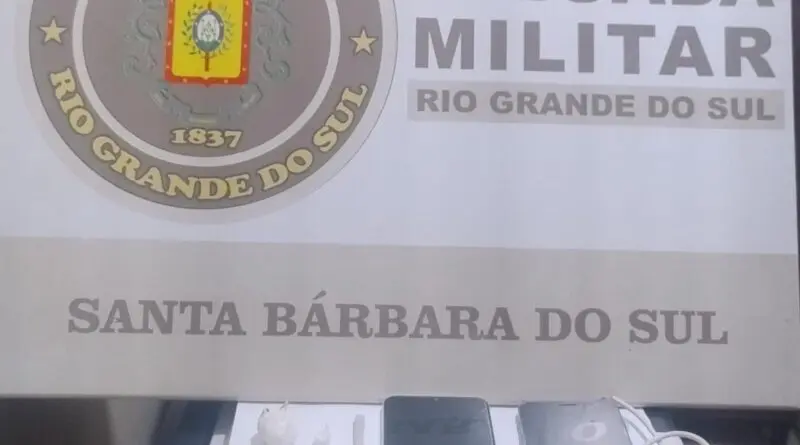 MILITAR
RIO GRANDE DO SUL
1837
RIO GRANDE DO SUL
SANTA BÁRBARA DO SUL